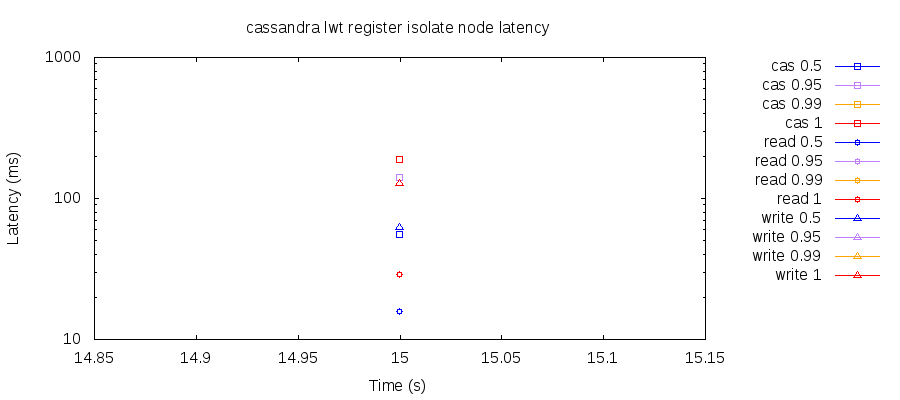 cassandra lwt register isolate node latency
1000
100
10
Latency (ms)
14.85 14.9 14.95 15 15.05 15.1 15.15
Time (s)
cas 0.5
cas 0.95
cas 0.99
cas 1
read 0.5
read 0.95
read 0.99
read 1
write 0.5
write 0.95
write 0.99
write 1